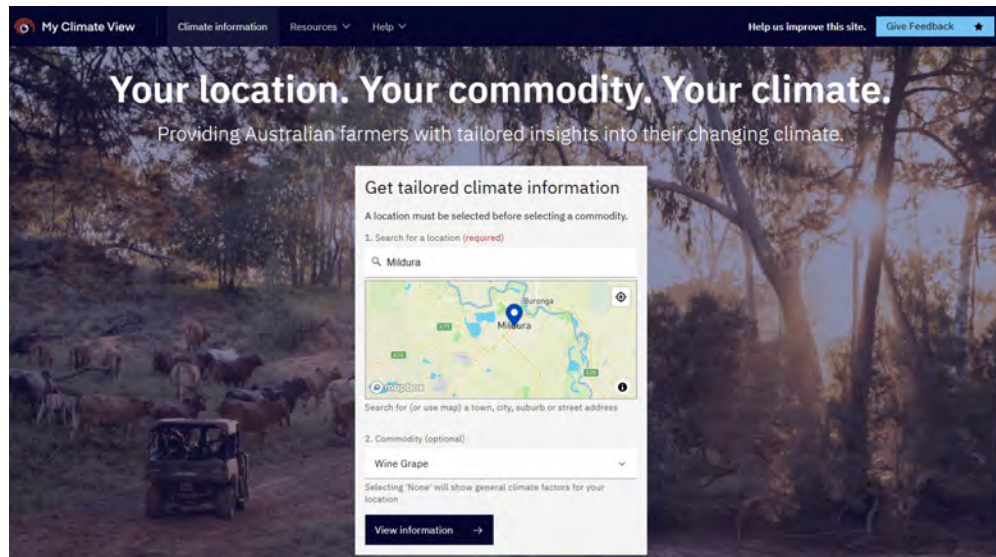 My Climate View
Climate information
Resources
Help
Help us improve this site.
Give Feedback
Your location. Your commodity. Your climate.
Providing Australian farmers with tailored insights into their changing climate.
Get tailored climate information
A location must be selected before selecting a commodity.
1. Search for a location (required)
Mildura
Buronga
Mildura
A20
mapbox
Search for (or use map) a town, city, suburb or street address
2. Commodity (optional)
Wine Grape
Selecting 'None' will show general climate factors for your
location
View information